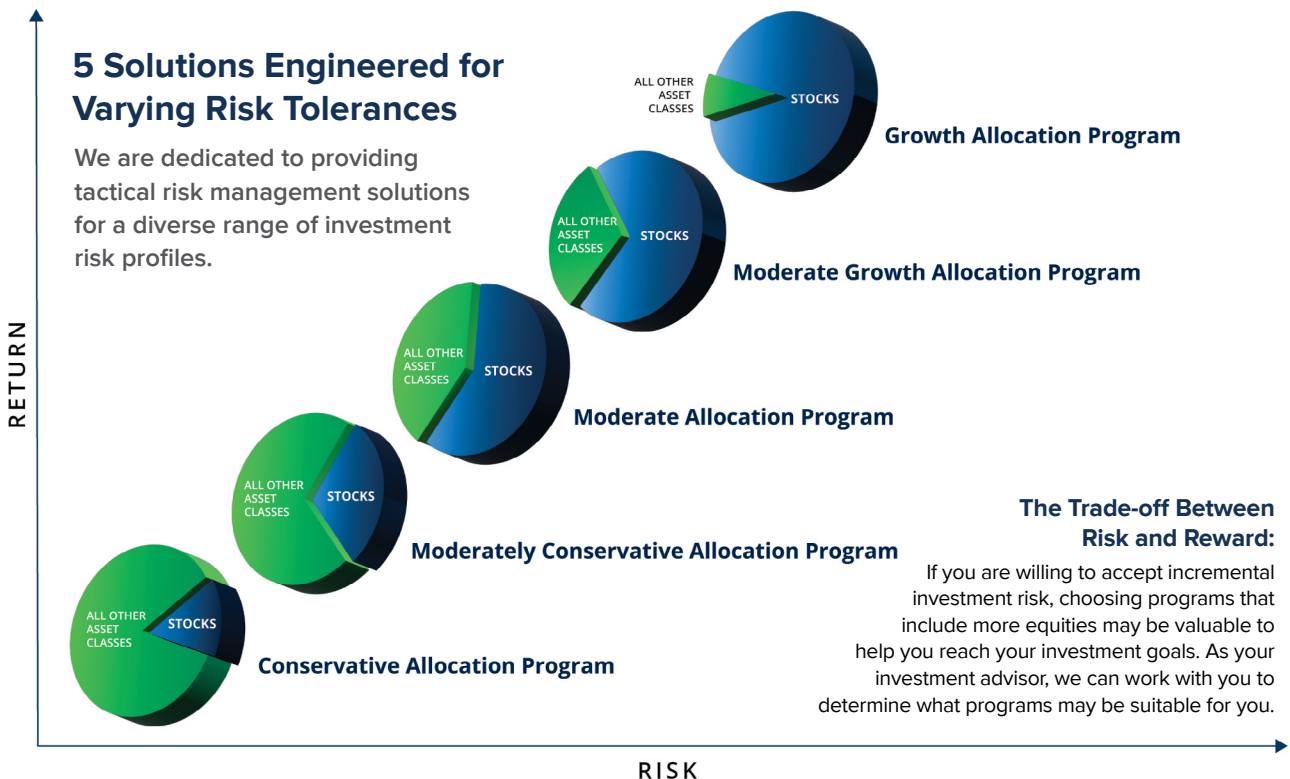 5 Solutions Engineered for
Varying Risk Tolerances
We are dedicated to providing
tactical risk management solutions
for a diverse range of investment
risk profiles.
RETURN
ALL OTHER
ASSET
CLASSES
STOCKS
Growth Allocation Program
ALL OTHER
ASSET
CLASSES
STOCKS
Moderate Growth Allocation Program
ALL OTHER
ASSET
CLASSES
STOCKS
Moderate Allocation Program
ALL OTHER
ASSET
CLASSES
STOCKS
Moderately Conservative Allocation Program
ALL OTHER
ASSET
CLASSES
STOCKS
Conservative Allocation Program
The Trade-off Between
Risk and Reward:
If you are willing to accept incremental
investment risk, choosing programs that
include more equities may be valuable to
help you reach your investment goals. As your
investment advisor, we can work with you to
determine what programs may be suitable for you.
RISK